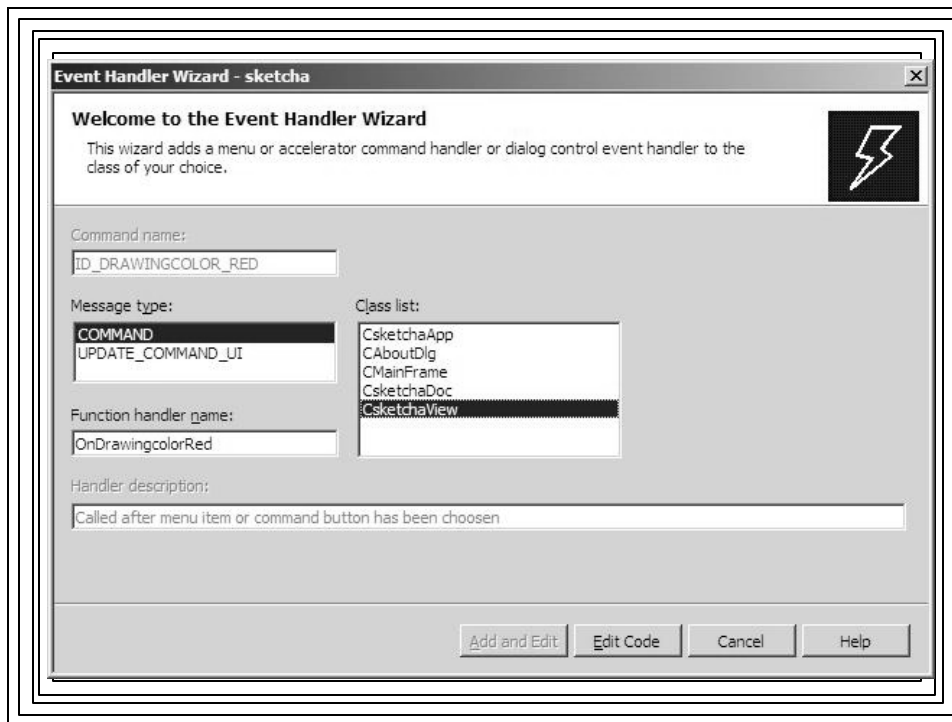 Event Handler Wizard - sketcha
Welcome to the Event Handler Wizard
This wizard adds a menu or accelerator command handler or dialog control event handler to the
class of your choice.
Command name:
ID_DRAWINGCOLOR_RED
Message type:
COMMAND
UPDATE_COMMAND_UI
Class list:
CsketchaApp
CAboutDlg
CMainFrame
CsketchaDoc
CsketchaView
Function handler name:
OnDrawingcolorRed
Handler description:
Called after menu item or command button has been choosen
Add and Edit
Edit Code
Cancel
Help